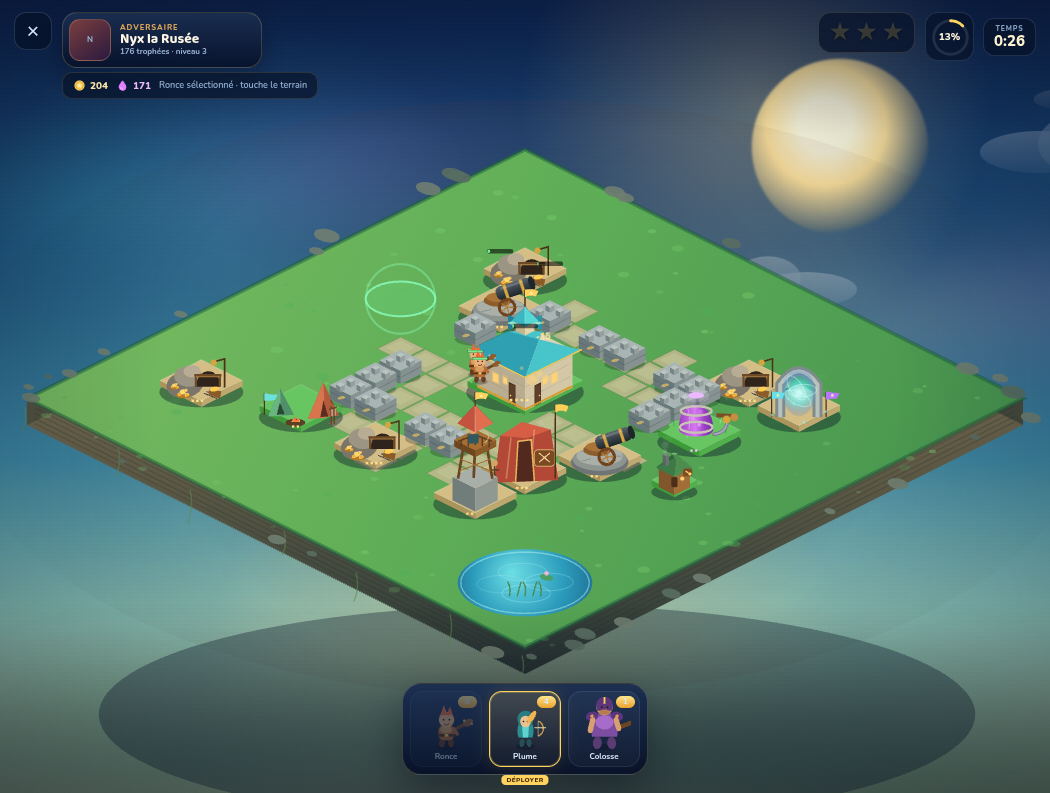 ADVERSAIRE
N
Nyx la Rusée
176 trophées · niveau 3
204 171 Ronce sélectionné · touche le terrain
13%
TEMPS
0:26
Ronce
4
Plume
1
Colosse
DÉPLOYER